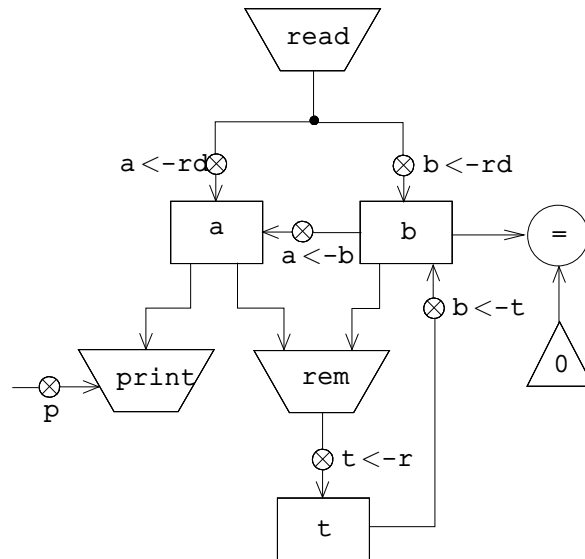 read
a<-rd
b<-rd
a
b
=
a<-b
b<-t
print
rem
0
p
t<-r
t